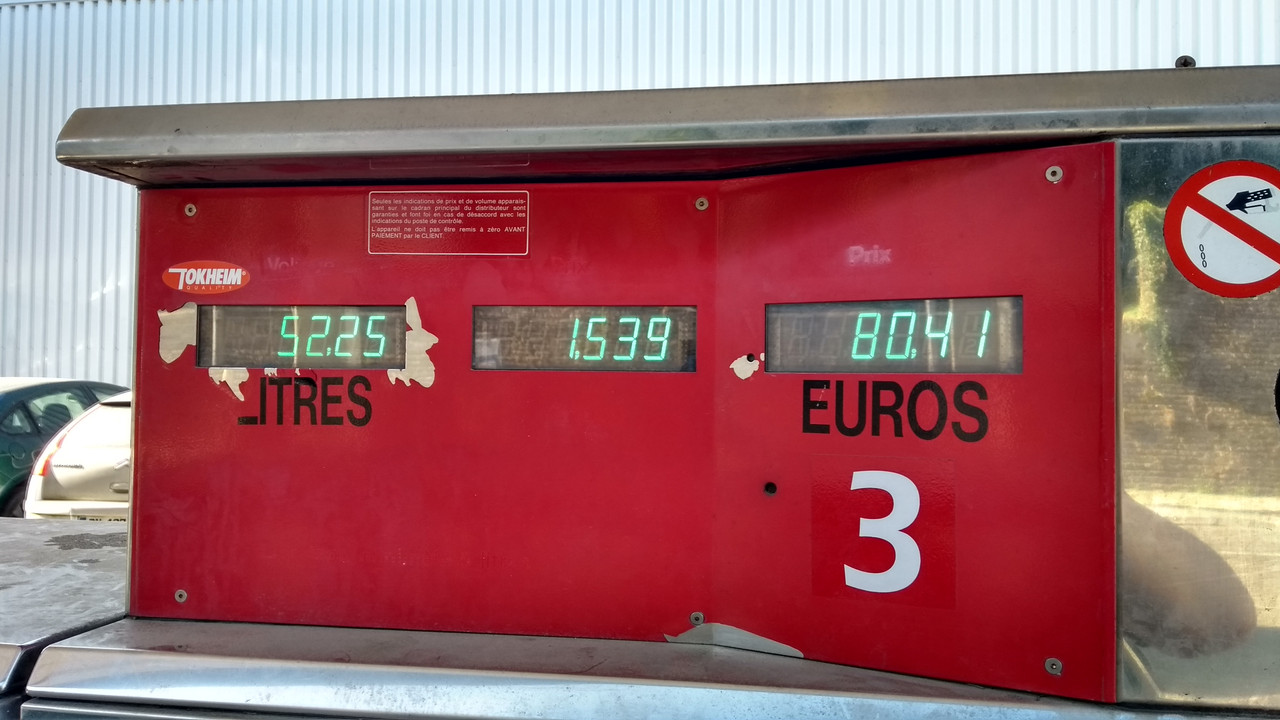 Seules les indications de prix et de volume apparais-
sant sur le cadran principal du distributeur sont
garanties et font foi en cas de désaccord avec les
indications du poste de contrôle.
L'appareil ne doit pas être remis à zéro AVANT
PAIEMENT par le CLIENT.
Volume
Prix
TOKHEIM
QUALITY
52,25
1,539
80,41
LITRES
EUROS
3